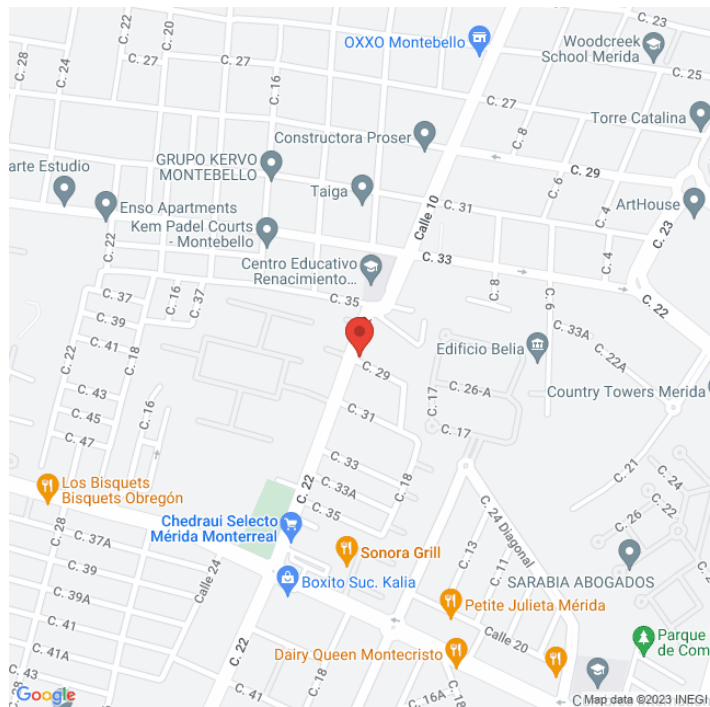 C. 22
C. 20
C. 28
C. 24
C. 27
C. 27
C. 16
OXXO Montebello
Woodcreek
School Merida
C. 23
C. 25
C. 27
Torre Catalina
C. 8
Constructora Proser
C. 29
GRUPO KERVO
MONTEBELLO
Taiga
C. 31
C. 6
C. 4
ArtHouse
arte Estudio
Enso Apartments
Kem Padel Courts
- Montebello
Calle 10
C. 23
C. 22
C. 33
C. 4
C. 8
C. 6
C. 22
Centro Educativo
Renacimiento...
C. 35
C. 37
C. 16
C. 37
C. 39
C. 41
C. 22
C. 18
C. 43
C. 45
C. 47
C. 16
C. 33A
C. 22A
Edificio Belia
Country Towers Merida
C. 29
C. 26-A
C. 17
C. 17
C. 31
C. 33
C. 33A
C. 35
C. 18
C. 22
C. 21
C. 24
C. 22
C. 26
C. 24 Diagonal
Los Bisquets
Bisquets Obregón
C. 28
C. 37A
C. 39
C. 39A
C. 41
C. 41A
C. 43
C. 44
Calle 24
Chedraui Selecto
Mérida Monterreal
Sonora Grill
Boxito Suc. Kalia
C. 13
C. 11
SARABIA ABOGADOS
Petite Julieta Mérida
Calle 20
Dairy Queen Montecristo
Parque
de Com
C. 22
C. 18
C. 18
C. 16A
Google
Map data ©2023 INEGI